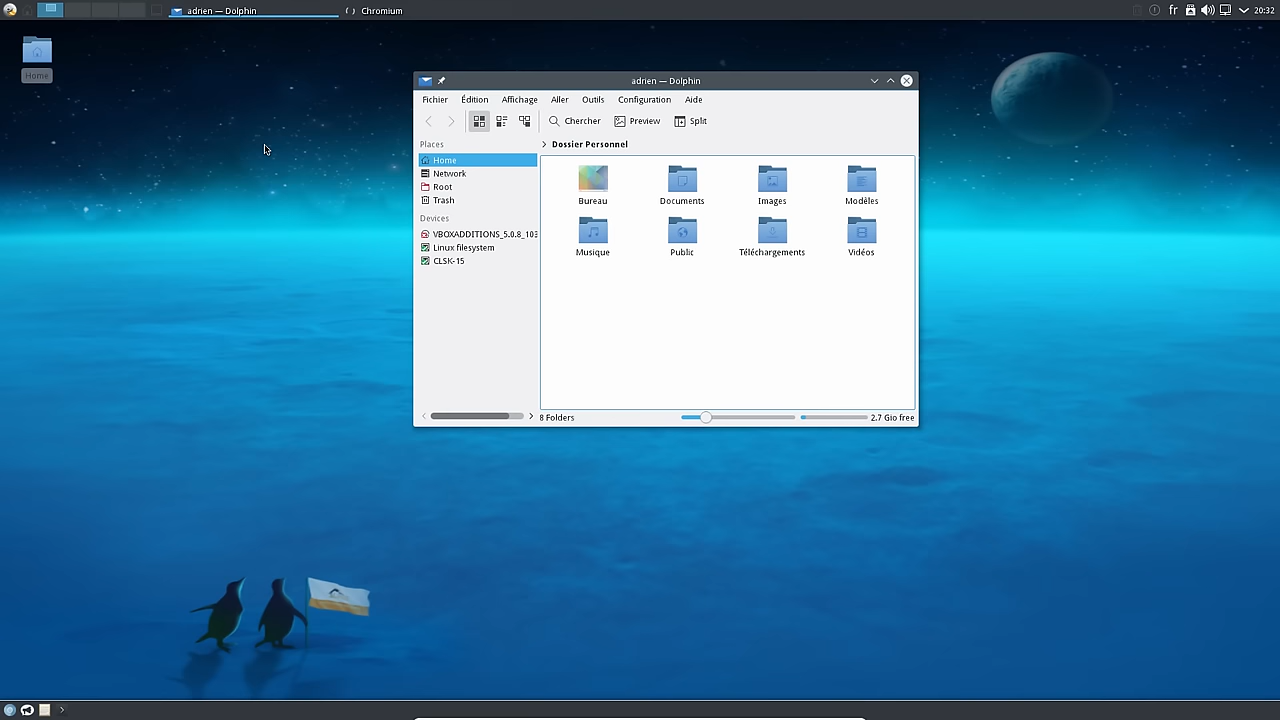 adrien — Dolphin
Chromium
fr
20:32
Home
adrien — Dolphin
Fichier Édition Affichage Aller Outils Configuration Aide
Chercher Preview Split
Places
Dossier Personnel
Home
Network
Root
Trash
Devices
VBOXADDITIONS_5.0.8_103
Linux filesystem
CLSK-15
Bureau Documents Images Modèles
Musique Public Téléchargements Vidéos
8 Folders
2.7 Gio free